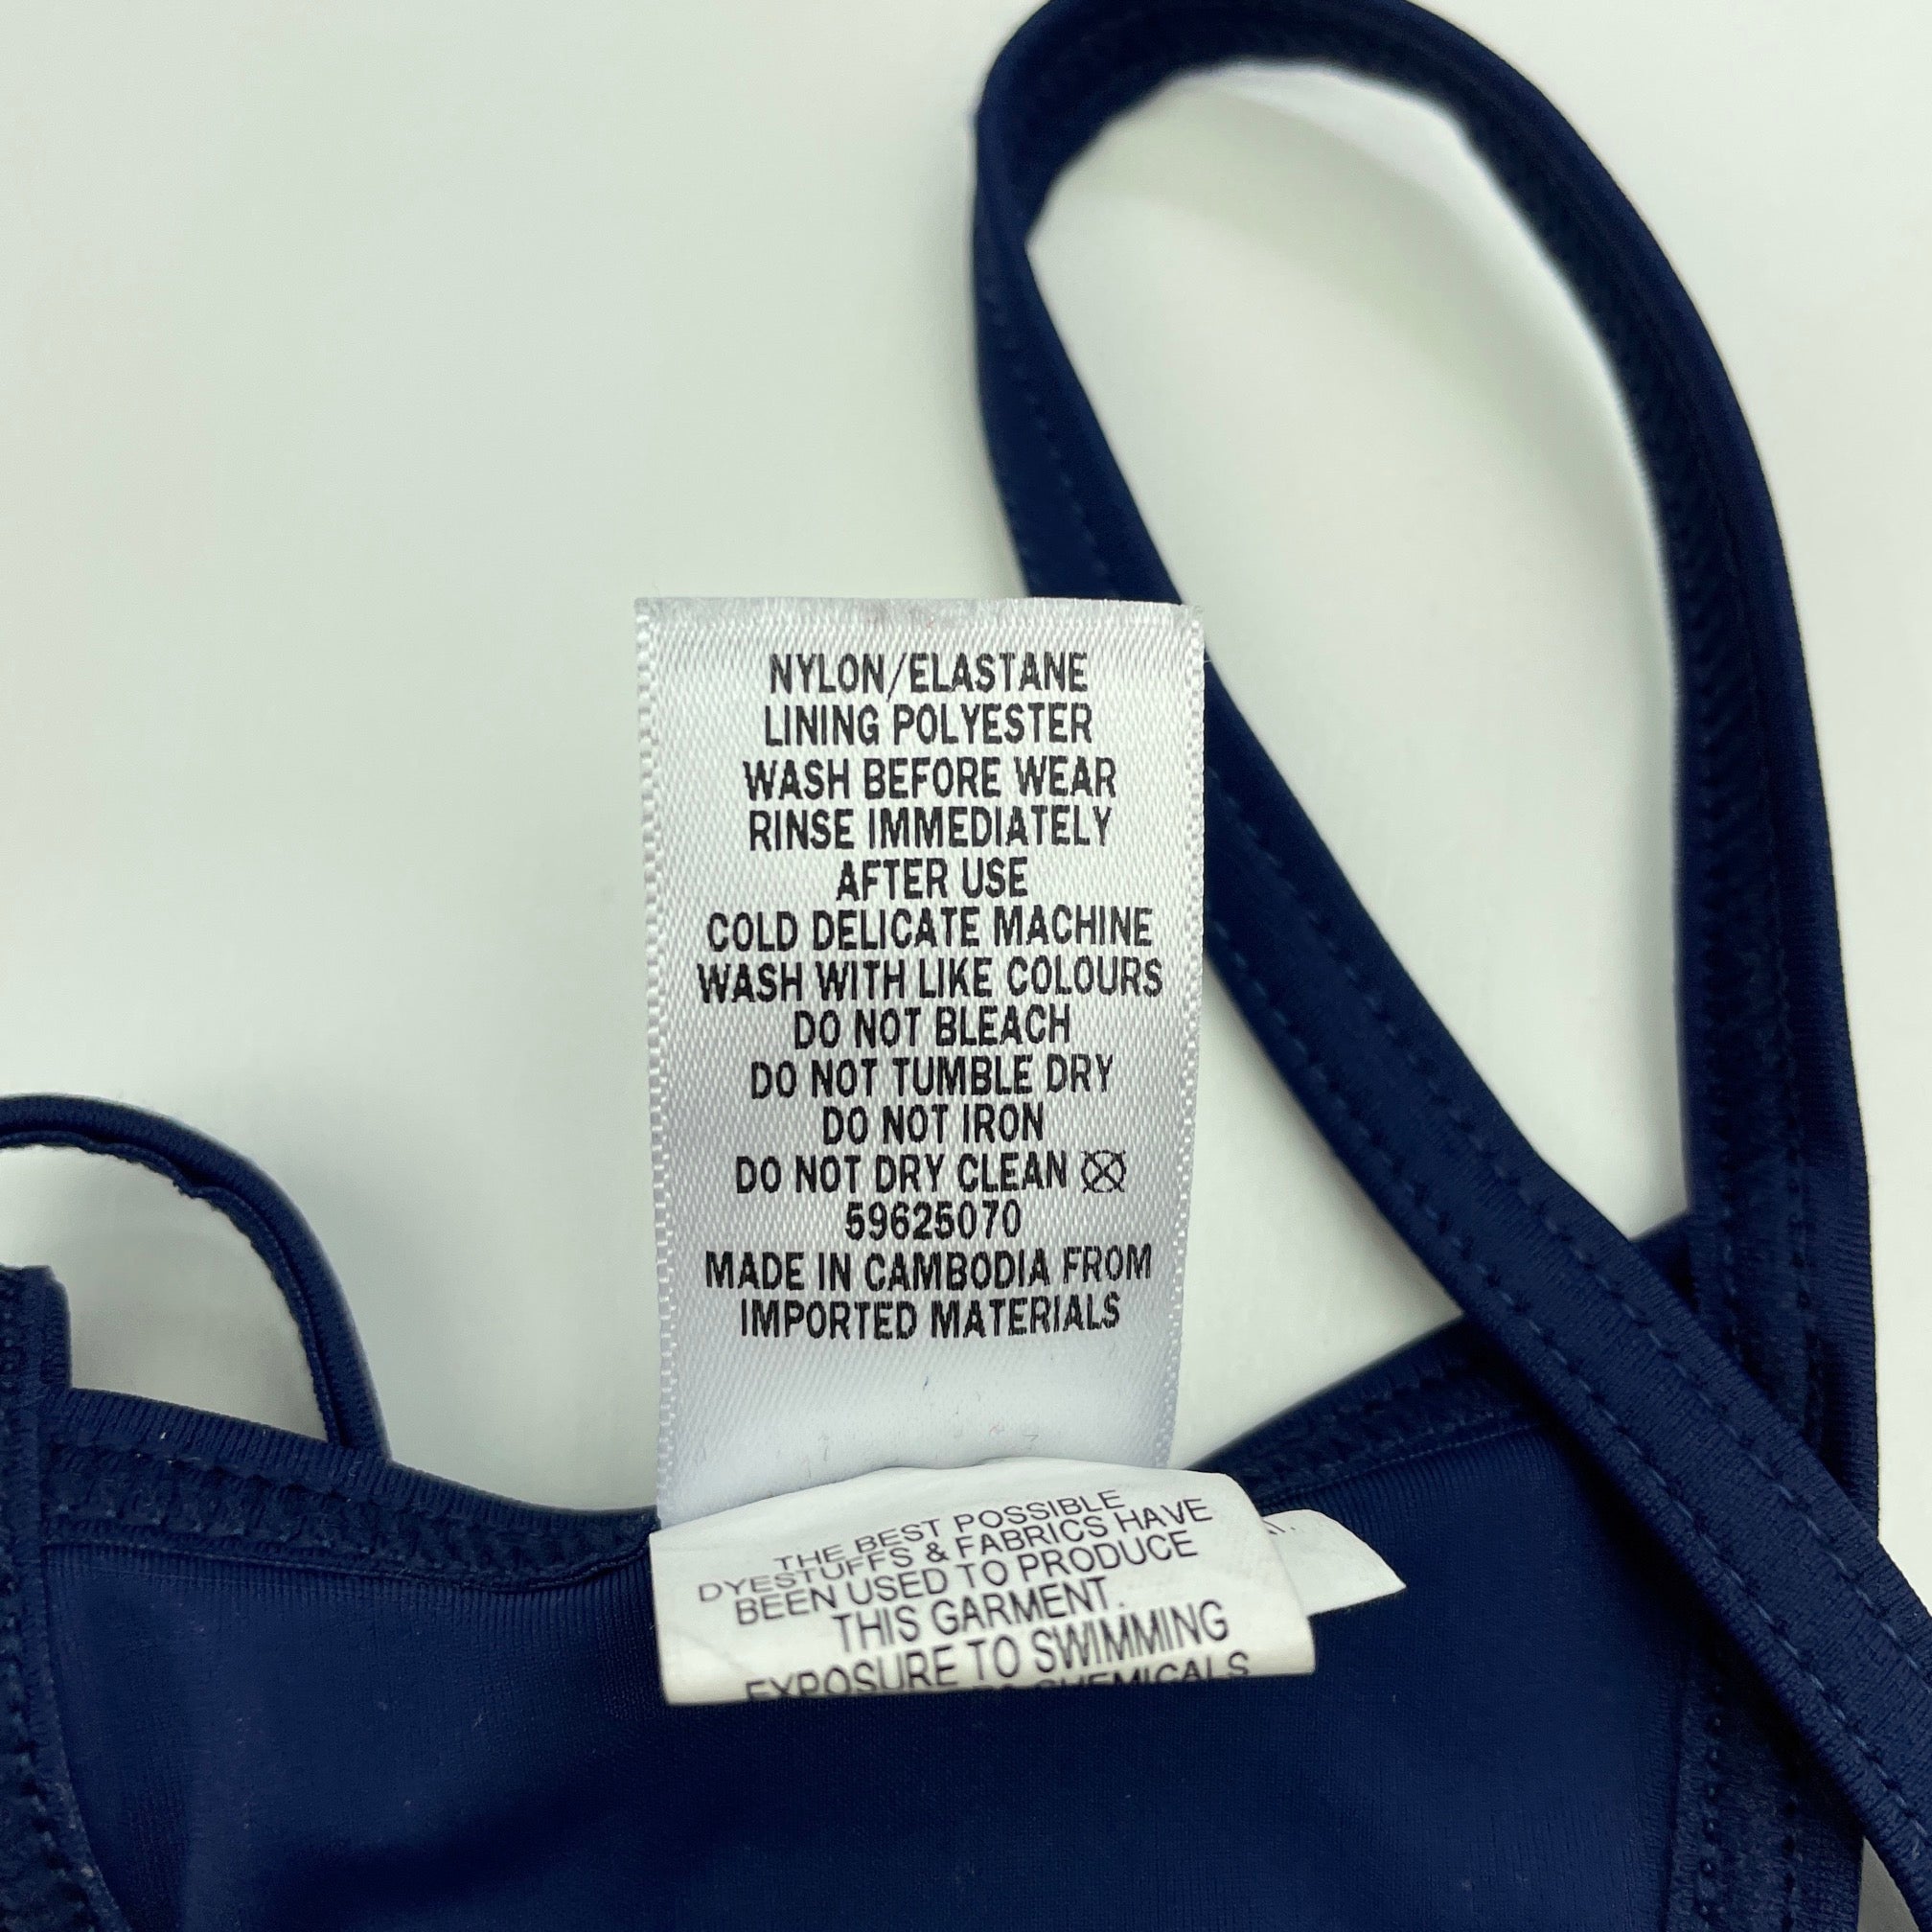 NYLON/ELASTANE
LINING POLYESTER
WASH BEFORE WEAR
RINSE IMMEDIATELY
AFTER USE
COLD DELICATE MACHINE
WASH WITH LIKE COLOURS
DO NOT BLEACH
DO NOT TUMBLE DRY
DO NOT IRON
DO NOT DRY CLEAN
59625070
MADE IN CAMBODIA FROM
IMPORTED MATERIALS
THE BEST POSSIBLE
DYESTUFFS & FABRICS HAVE
BEEN USED TO PRODUCE
THIS GARMENT.
EXPOSURE TO SWIMMING
CHEMICALS